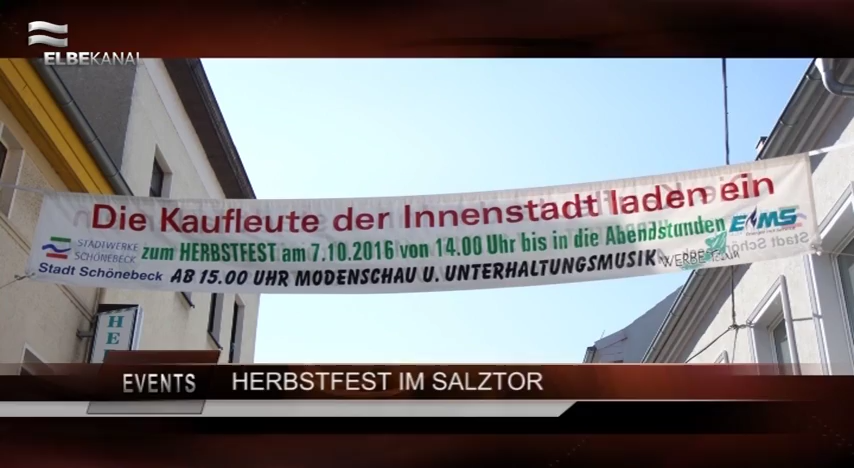 ELBEKANAL
Die Kaufleute der Innenstadt laden ein
STADTWERKE
SCHÖNEBECK
zum HERBSTFEST am 7.10.2016 von 14.00 Uhr bis in die Abendstunden
EMS
Stadt Schönebeck
AB 15.00 UHR MODENSCHAU U. UNTERHALTUNGSMUSIK
HE
EVENTS
HERBSTFEST IM SALZTOR